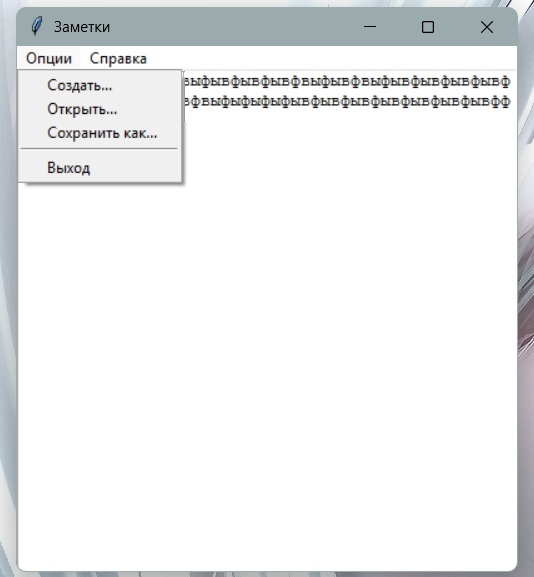 Заметки
Опции Справка
Создать...
Открыть...
Сохранить как...
Выход